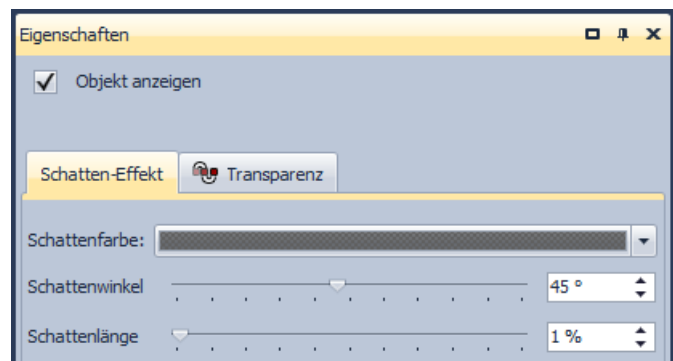 Eigenschaften
Objekt anzeigen
Schatten-Effekt Transparenz
Schattenfarbe:
Schattenwinkel 45 °
Schattenlänge 1 %